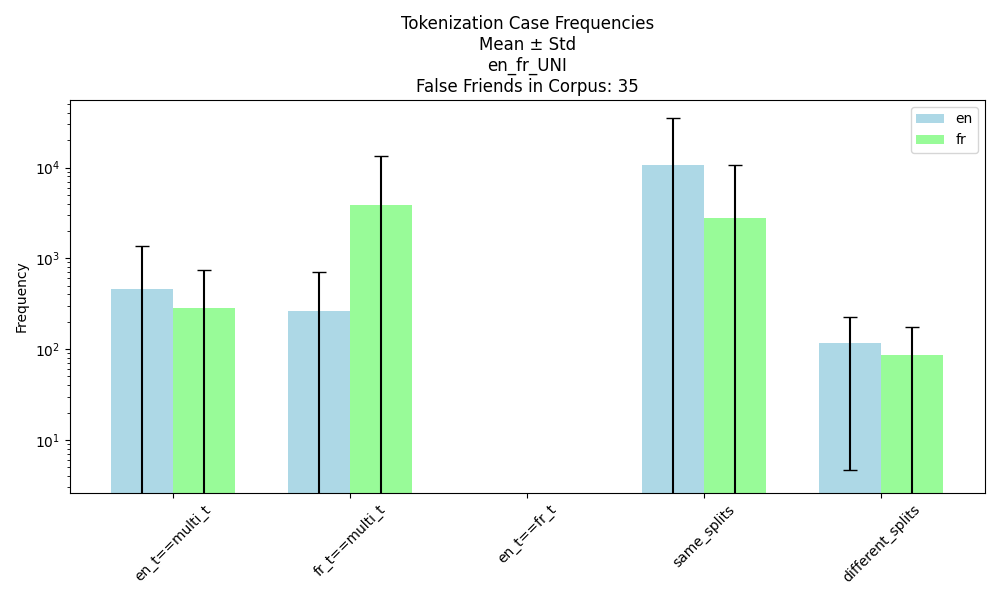 Tokenization Case Frequencies
Mean ± Std
en_fr_UNI
False Friends in Corpus: 35
en
fr
Frequency
10^4
10^3
10^2
10^1
en_t==multi_t
fr_t==multi_t
en_t==fr_t
same_splits
different_splits